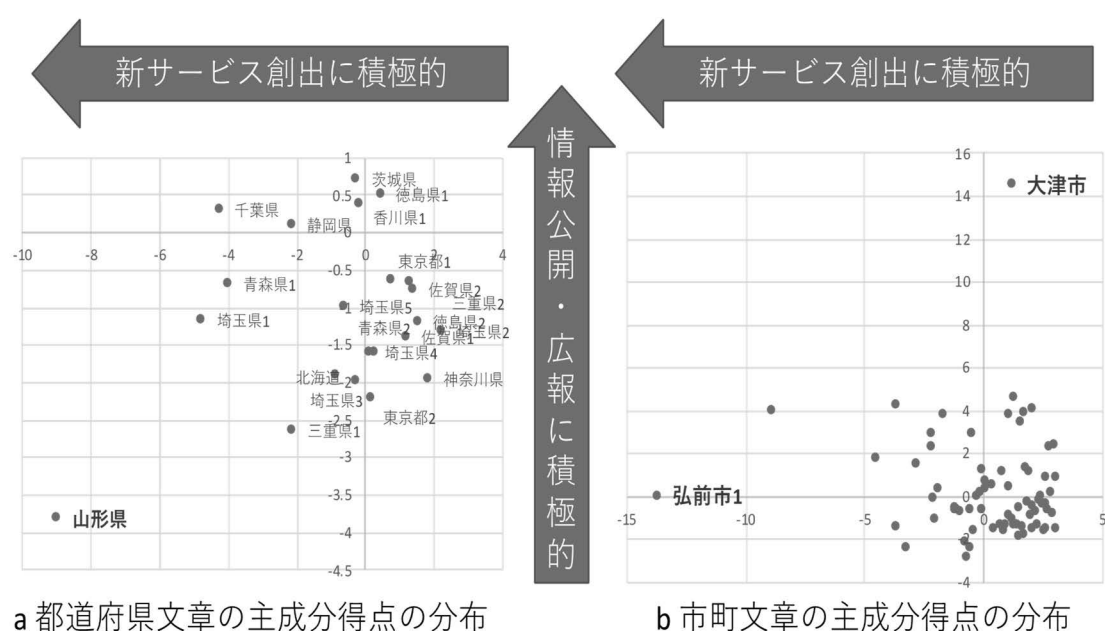 新サービス創出に積極的
新サービス創出に積極的
情報公開・広報に積極的
1
0.5
0
-10
-8
-6
-4
-2
0
2
4
-0.5
-1
-1.5
-2
-2.5
-3
-3.5
-4
-4.5
茨城県
徳島県1
香川県1
千葉県
静岡県
東京都1
青森県1
佐賀県2
三重県2
埼玉県5
埼玉県1
徳島県2
青森県2
埼玉県2
佐賀県1
埼玉県4
北海道
神奈川県
埼玉県3
東京都2
三重県1
山形県
a 都道府県文章の主成分得点の分布
16
14
12
10
8
6
4
2
0
-2
-4
-15
-10
-5
0
5
大津市
弘前市1
b 市町文章の主成分得点の分布